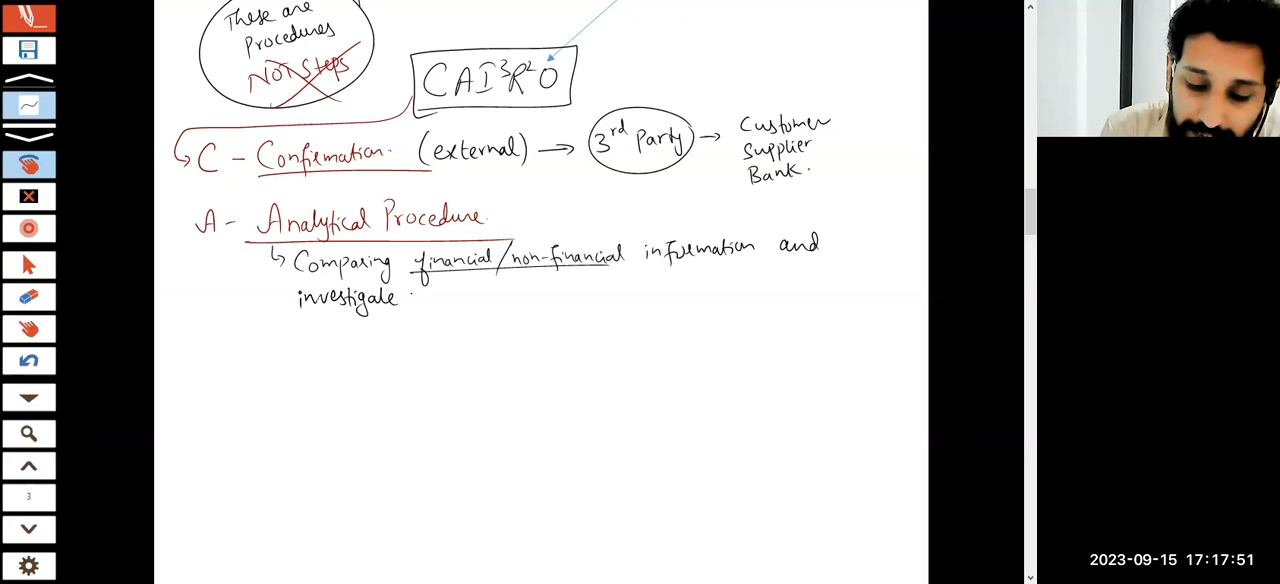 These are
Procedures
NOT Steps
CAI³R²O
C - Confirmation. (external) → 3rd Party → Customer
Supplier
Bank.
A - Analytical Procedure.
↳ Comparing financial/non-financial information and
investigate.
3
2023-09-15 17:17:51